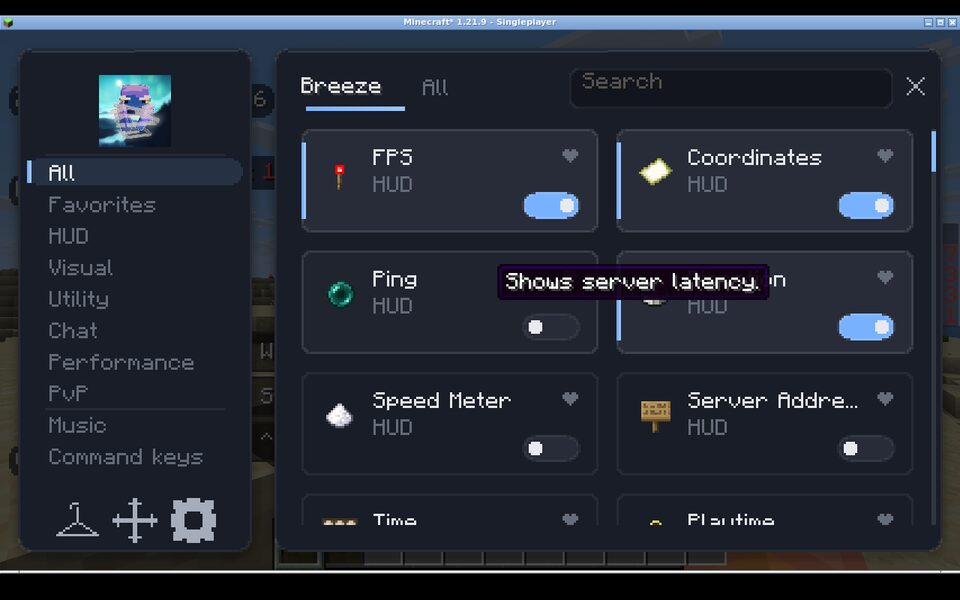 Minecraft* 1.21.9 - Singleplayer
Breeze
All
Search
All
Favorites
HUD
Visual
Utility
Chat
Performance
PvP
Music
Command keys
FPS
HUD
Coordinates
HUD
Ping
HUD
Shows server latency.
HUD
Speed Meter
HUD
Server Addre...
HUD
Time
Playtime